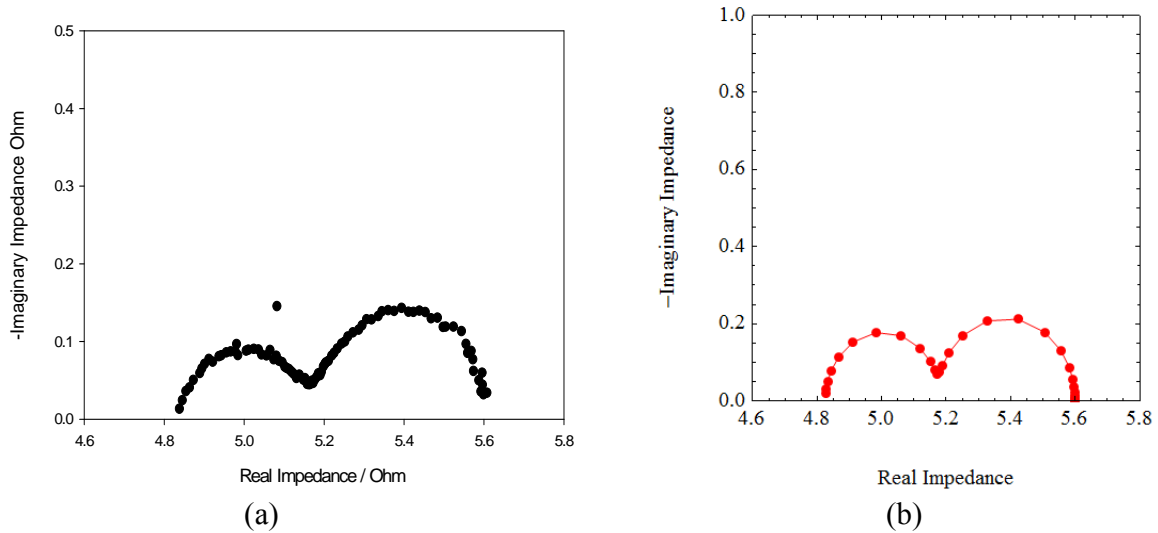 0.5
0.4
0.3
0.2
0.1
0.0
4.6 4.8 5.0 5.2 5.4 5.6 5.8
-Imaginary Impedance Ohm
Real Impedance / Ohm
(a)
1.0
0.8
0.6
0.4
0.2
0.0
4.6 4.8 5.0 5.2 5.4 5.6 5.8
−Imaginary Impedance
Real Impedance
(b)